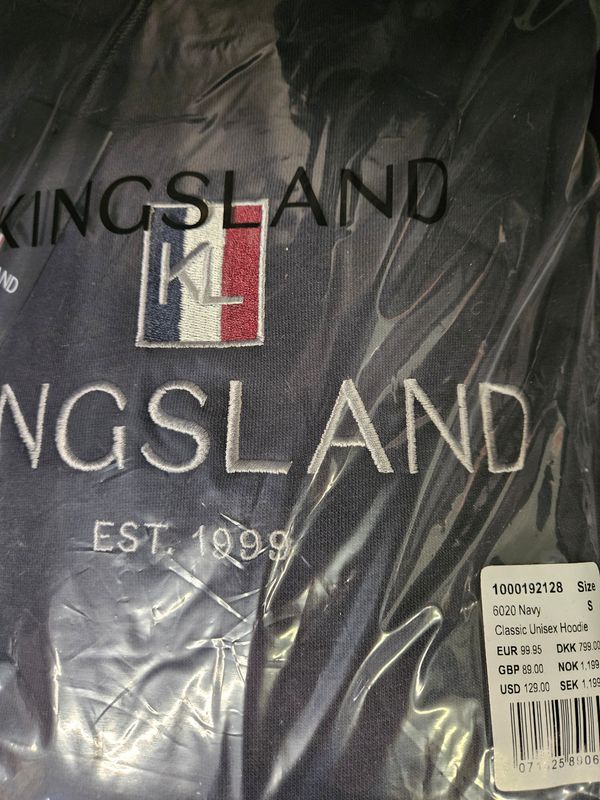 KINGSLAND
KL
NGSLAND
EST. 1999
1000192128 Size
6020 Navy S
Classic Unisex Hoodie
EUR 99.95 DKK 799.00
GBP 89.00 NOK 1.199
USD 129.00 SEK 1.199